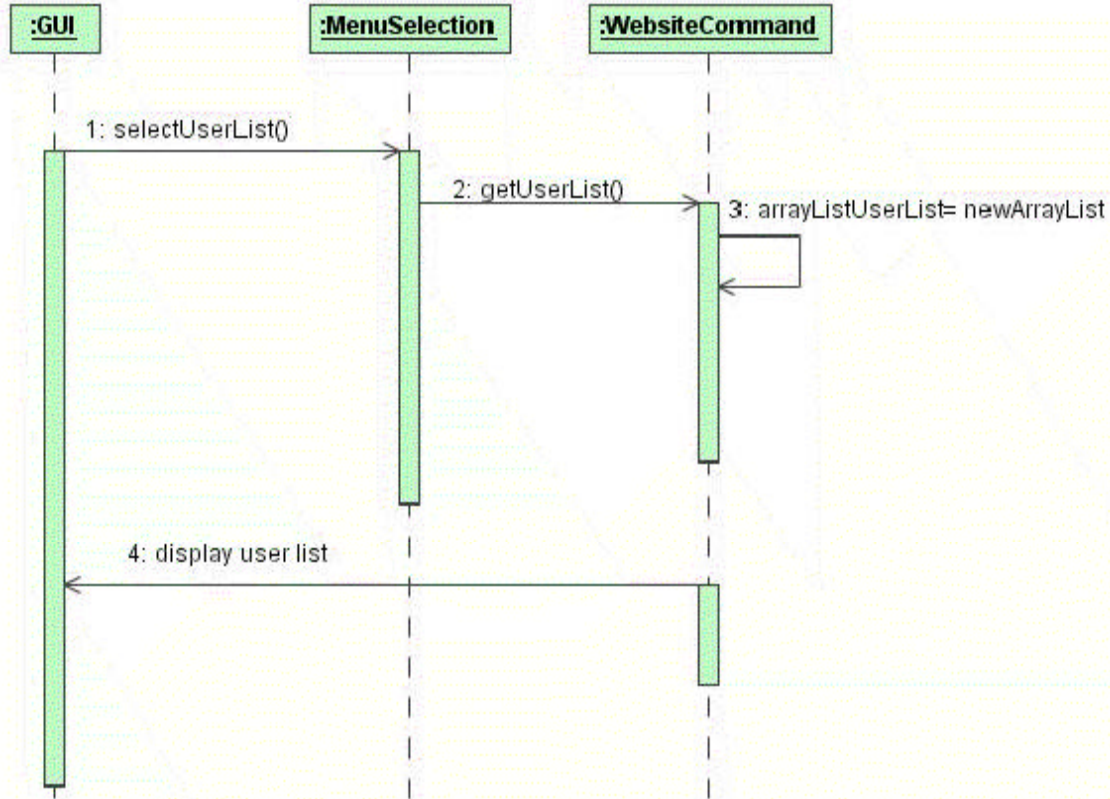 :GUI
:MenuSelection
:WebsiteCommand
1: selectUserList()
2: getUserList()
3: arrayListUserList= newArrayList
4: display user list